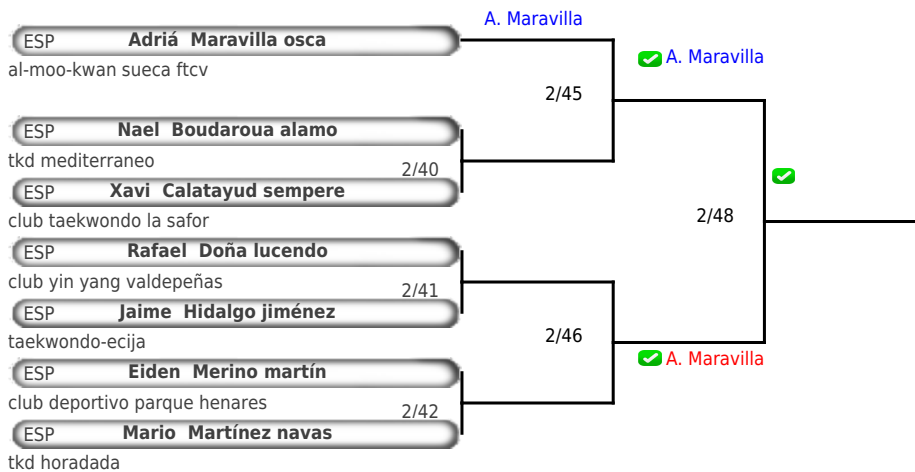 A. Maravilla
ESP Adriá Maravilla osca
al-moo-kwan sueca ftcv
A. Maravilla
2/45
ESP Nael Boudaroua alamo
tkd mediterraneo
2/40
ESP Xavi Calatayud sempere
club taekwondo la safor
2/48
ESP Rafael Doña lucendo
club yin yang valdepeñas
2/41
ESP Jaime Hidalgo jiménez
taekwondo-ecija
2/46
A. Maravilla
ESP Eiden Merino martín
club deportivo parque henares
2/42
ESP Mario Martínez navas
tkd horadada